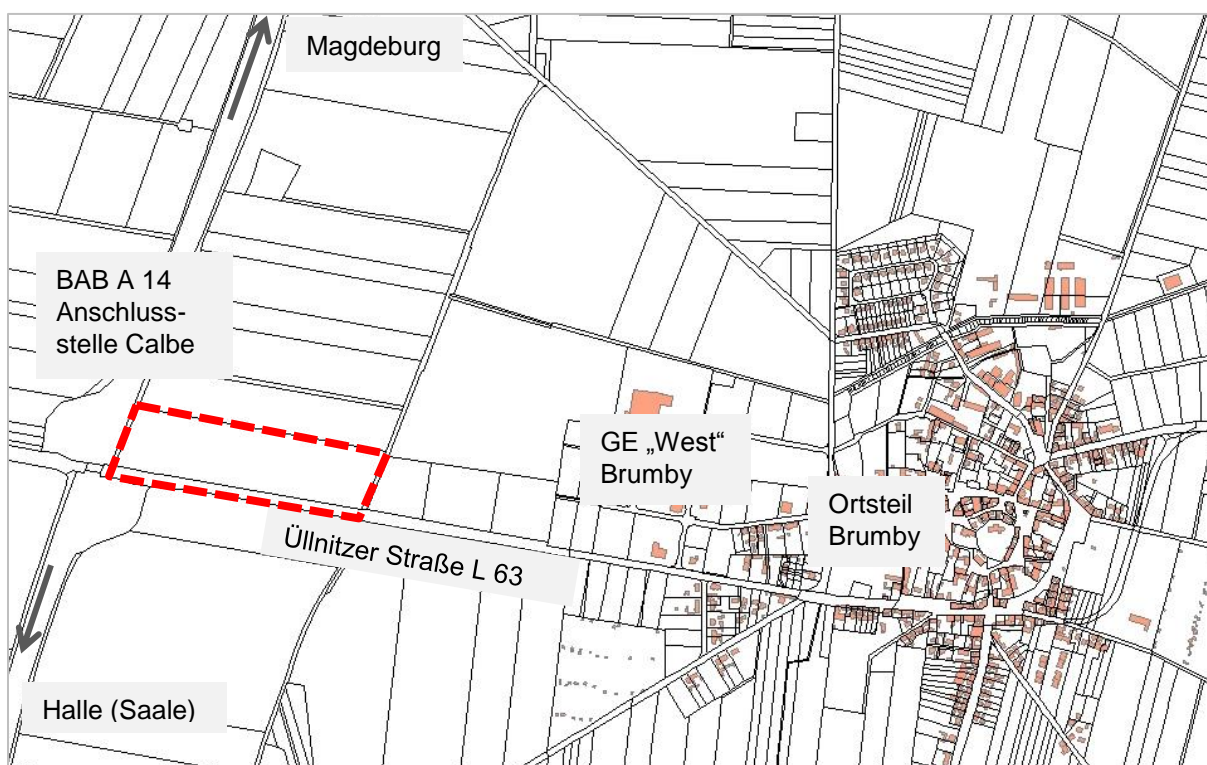 Magdeburg
BAB A 14
Anschluss-
stelle Calbe
GE „West“
Brumby
Ortsteil
Brumby
Üllnitzer Straße L 63
Halle (Saale)